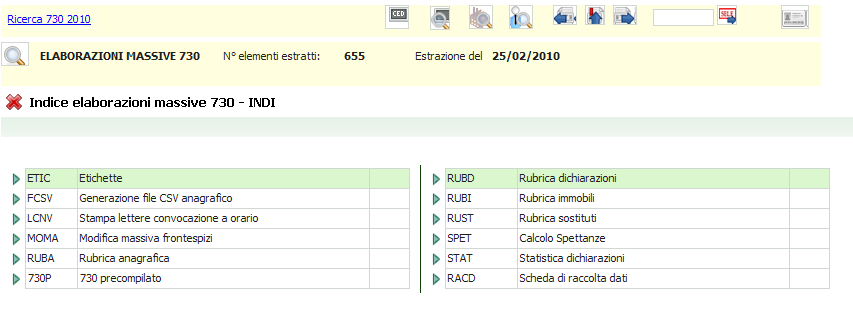 Ricerca 730 2010
CED
SELE
ELABORAZIONI MASSIVE 730 N° elementi estratti: 655 Estrazione del 25/02/2010
Indice elaborazioni massive 730 - INDI
ETIC Etichette
FCSV Generazione file CSV anagrafico
LCNV Stampa lettere convocazione a orario
MOMA Modifica massiva frontespizi
RUBA Rubrica anagrafica
730P 730 precompilato
RUBD Rubrica dichiarazioni
RUBI Rubrica immobili
RUST Rubrica sostituti
SPET Calcolo Spettanze
STAT Statistica dichiarazioni
RACD Scheda di raccolta dati